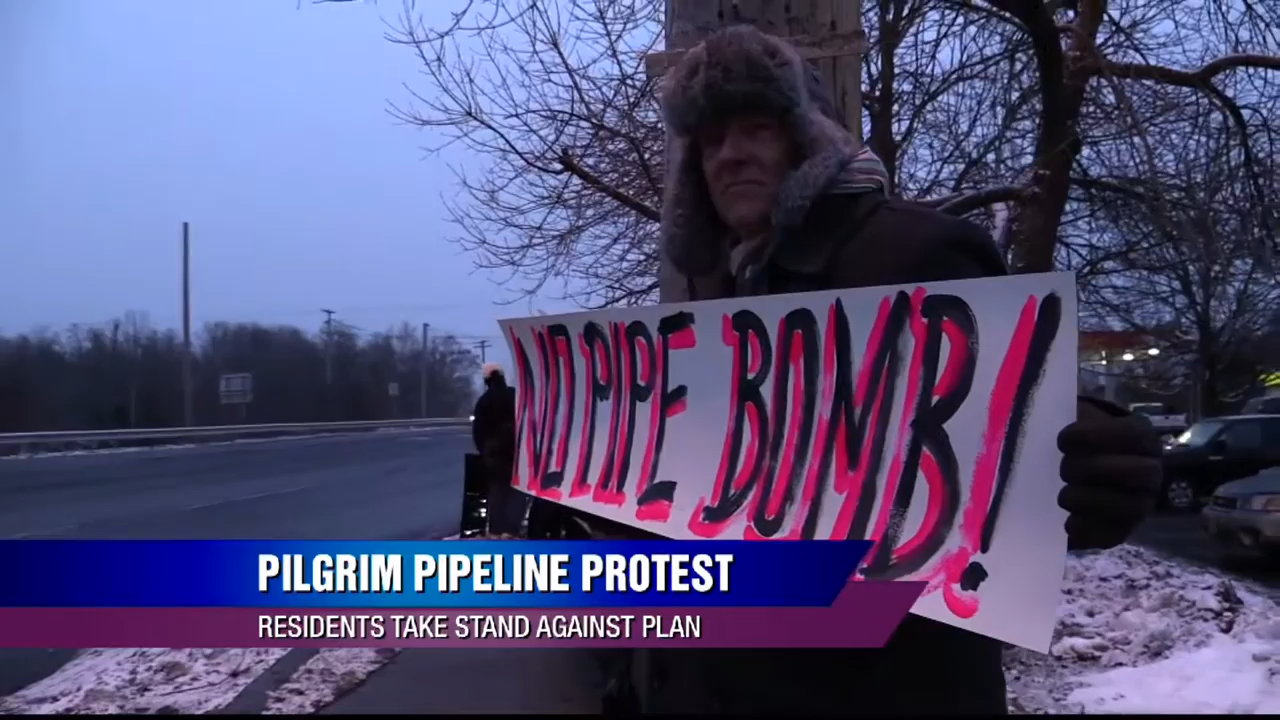 NO PIPE BOMB!
PILGRIM PIPELINE PROTEST
RESIDENTS TAKE STAND AGAINST PLAN